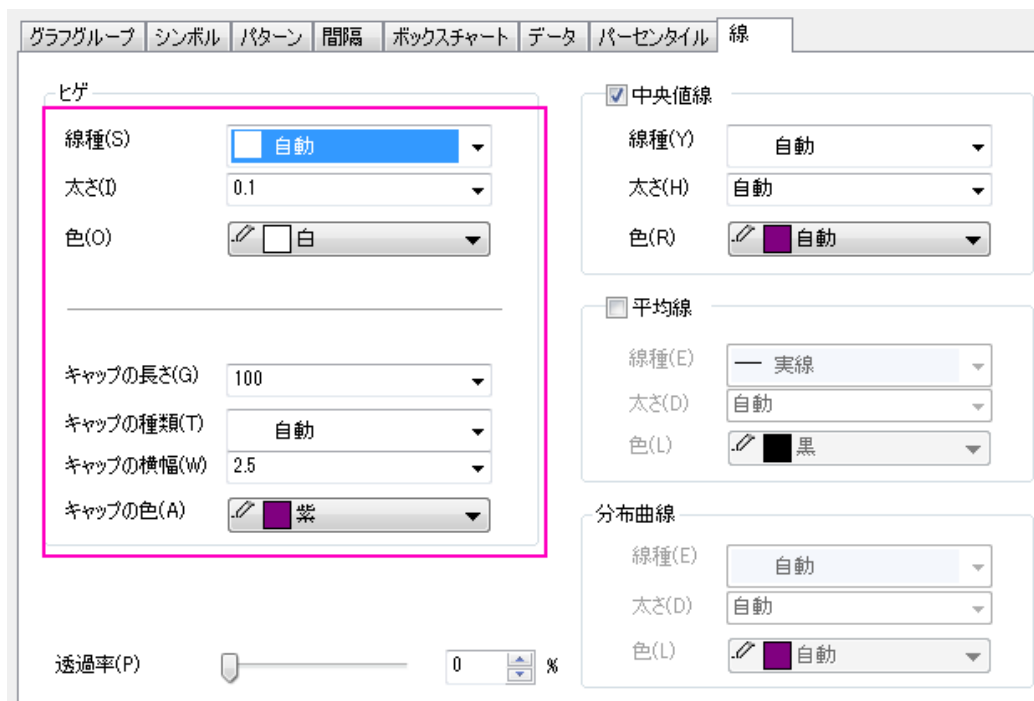 グラフグループ シンボル パターン 間隔 ボックスチャート データ パーセンタイル 線
ヒゲ
線種(S) 自動
太さ(I) 0.1
色(O) 白
キャップの長さ(G) 100
キャップの種類(T) 自動
キャップの横幅(W) 2.5
キャップの色(A) 紫
透過率(P) 0 %
中央値線
線種(Y) 自動
太さ(H) 自動
色(R) 自動
平均線
線種(E) 実線
太さ(D) 自動
色(L) 黒
分布曲線
線種(E) 自動
太さ(D) 自動
色(L) 自動